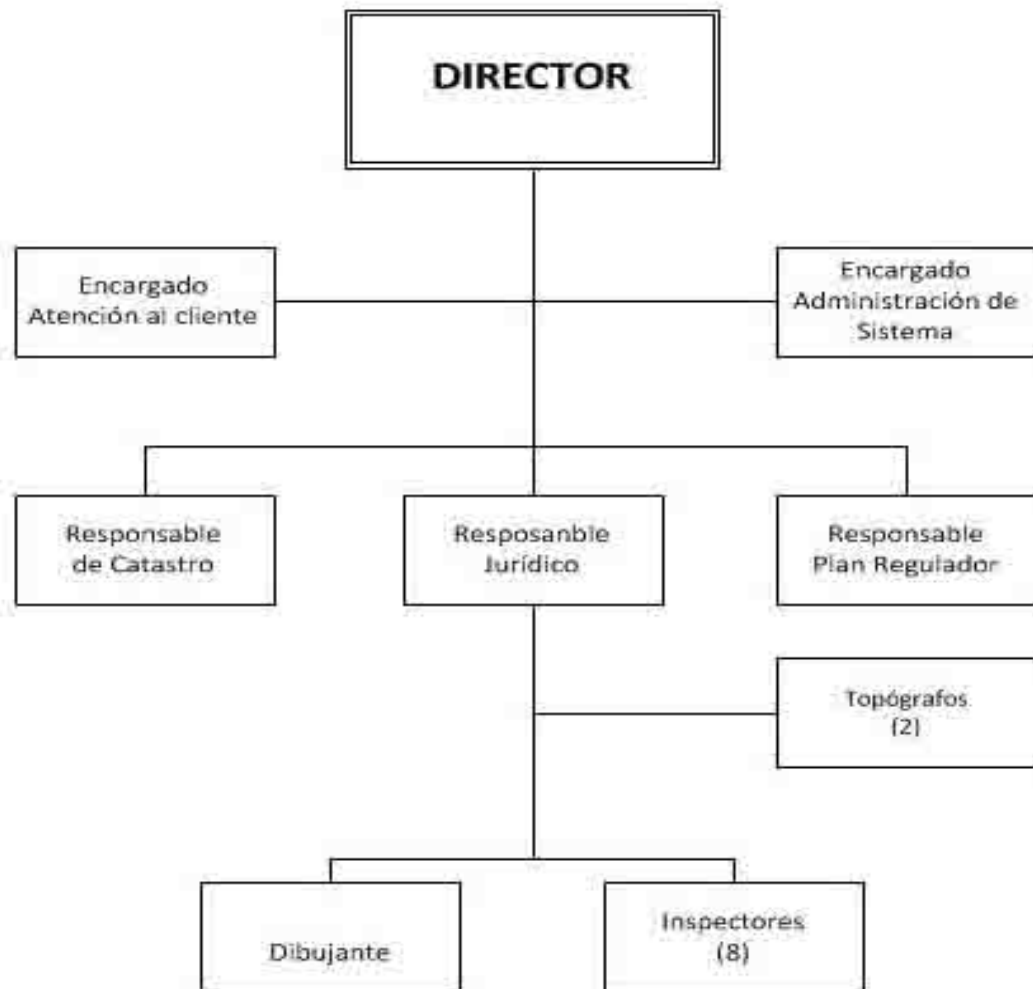 DIRECTOR
Encargado
Atención al cliente
Encargado
Administración de
Sistema
Responsable
de Catastro
Resposanble
Jurídico
Responsable
Plan Regulador
Topógrafos
(2)
Dibujante
Inspectores
(8)